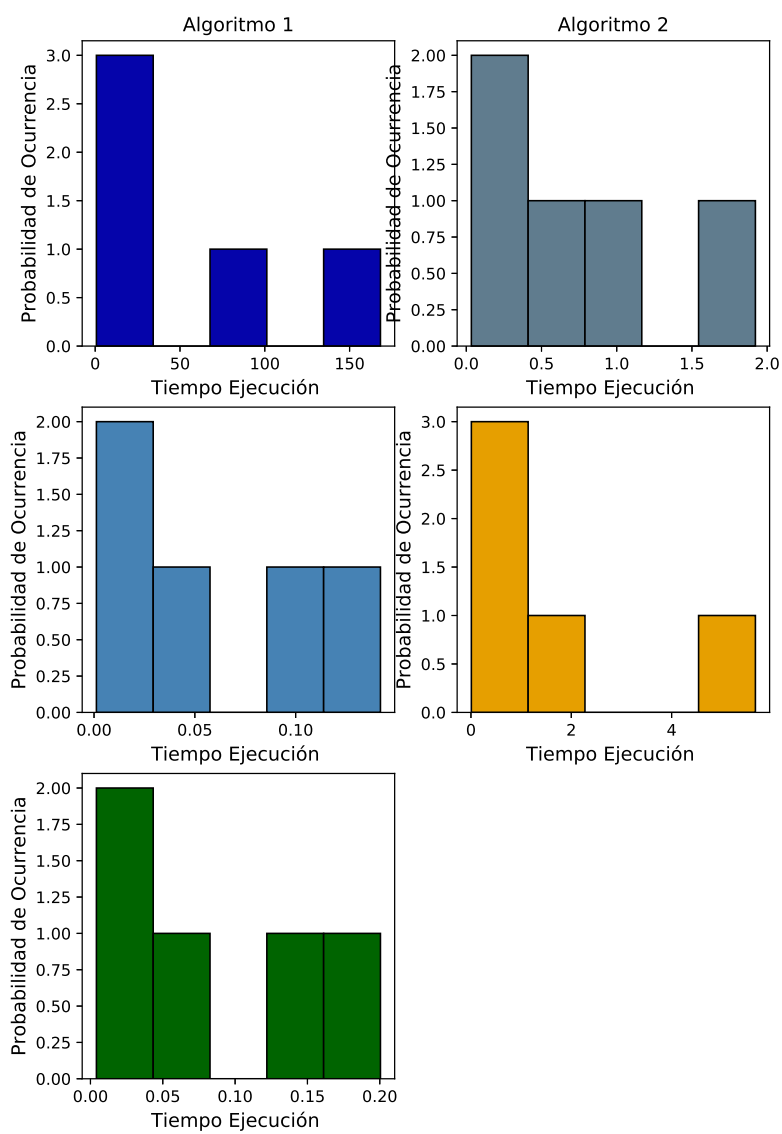 Algoritmo 1
Probabilidad de Ocurrencia
3.0
2.5
2.0
1.5
1.0
0.5
0.0
0 50 100 150
Tiempo Ejecución
Algoritmo 2
Probabilidad de Ocurrencia
2.00
1.75
1.50
1.25
1.00
0.75
0.50
0.25
0.00
0.0 0.5 1.0 1.5 2.0
Tiempo Ejecución
Probabilidad de Ocurrencia
2.00
1.75
1.50
1.25
1.00
0.75
0.50
0.25
0.00
0.00 0.05 0.10
Tiempo Ejecución
Probabilidad de Ocurrencia
3.0
2.5
2.0
1.5
1.0
0.5
0.0
0 2 4
Tiempo Ejecución
Probabilidad de Ocurrencia
2.00
1.75
1.50
1.25
1.00
0.75
0.50
0.25
0.00
0.00 0.05 0.10 0.15 0.20
Tiempo Ejecución